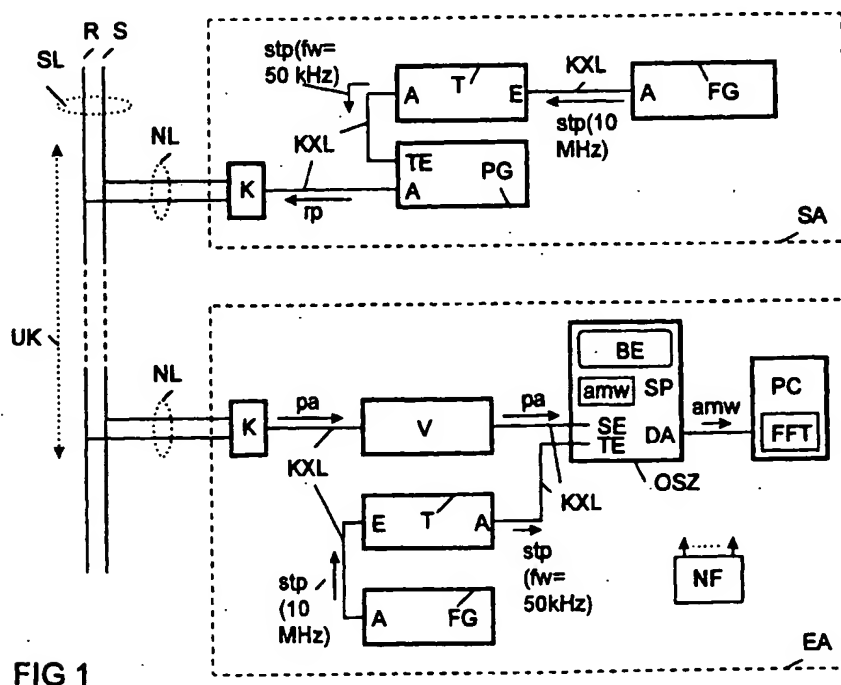 R S
SL
stp(fw=
50 kHz)
A T E
KXL
A FG
stp(10
MHz)
NL
KXL
K
TE
A
PG
rp
SA
UK
NL
K
pa
V
pa
KXL
BE
amw SP
SE
TE DA
OSZ
amw
PC
FFT
KXL
E T A
stp
(fw=
50kHz)
stp
(10
MHz)
A FG
NF
EA
FIG 1